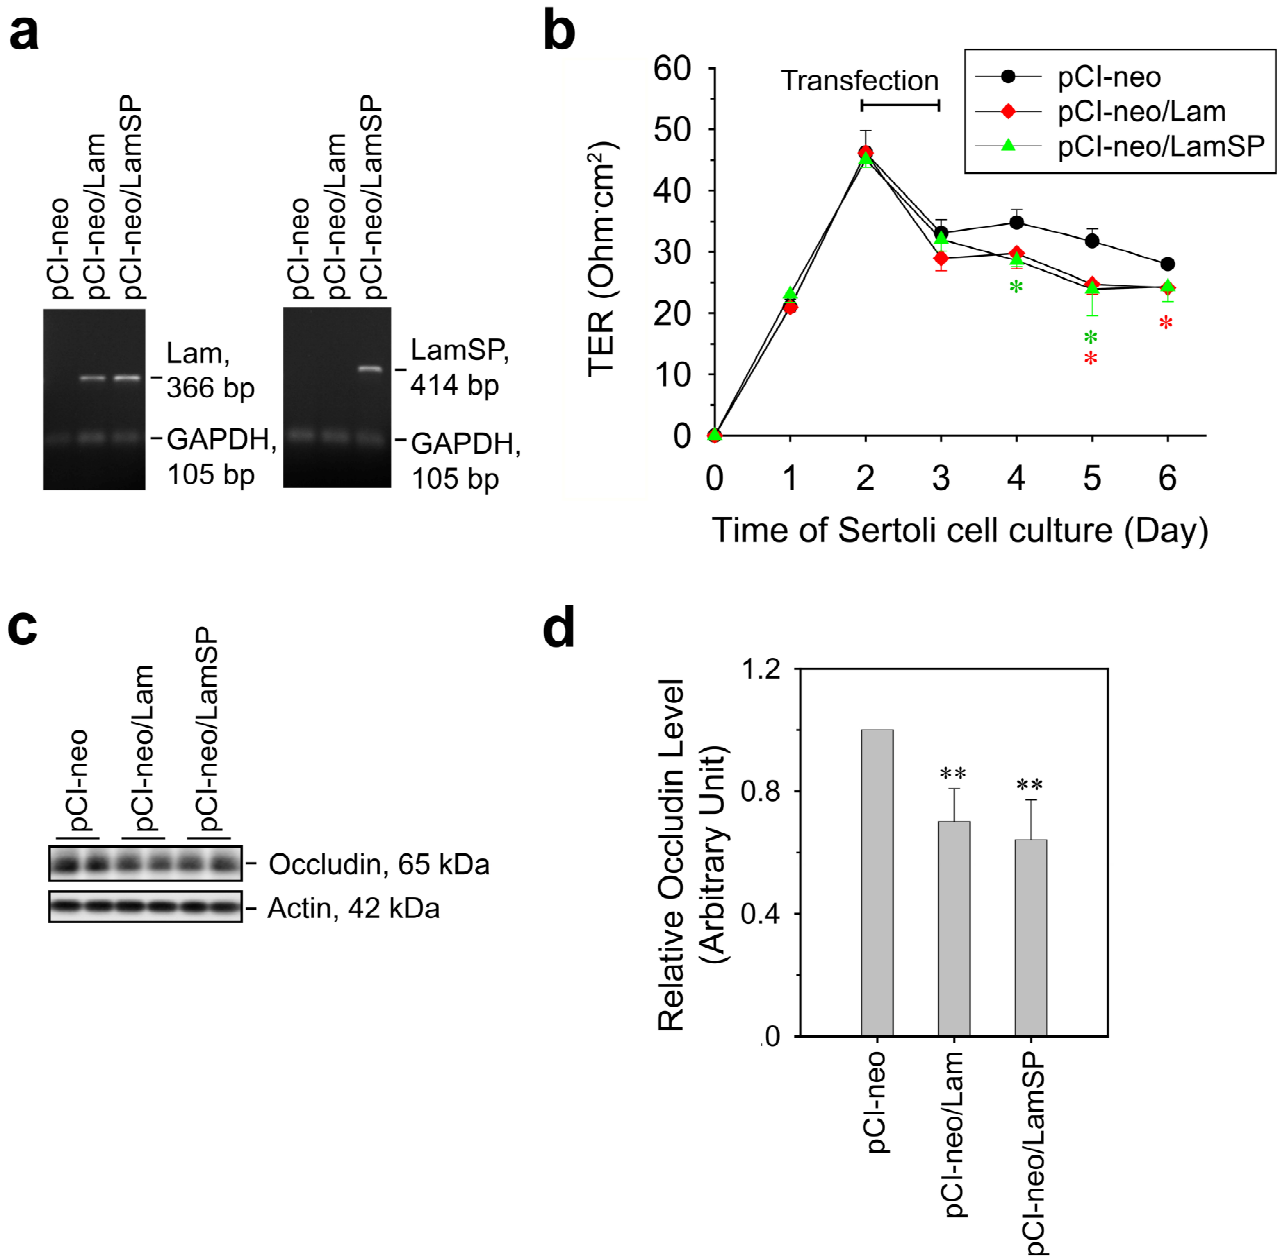 a
pCI-neo
pCI-neo/Lam
pCI-neo/LamSP
Lam,
366 bp
GAPDH,
105 bp
pCI-neo
pCI-neo/Lam
pCI-neo/LamSP
LamSP,
414 bp
GAPDH,
105 bp
b
TER (Ohm·cm²)
60
50
40
30
20
10
0
Transfection
pCI-neo
pCI-neo/Lam
pCI-neo/LamSP
*
*
*
*
0 1 2 3 4 5 6
Time of Sertoli cell culture (Day)
c
pCI-neo
pCI-neo/Lam
pCI-neo/LamSP
Occludin, 65 kDa
Actin, 42 kDa
d
Relative Occludin Level
(Arbitrary Unit)
1.2
0.8
0.4
.0
**
**
pCI-neo
pCI-neo/Lam
pCI-neo/LamSP